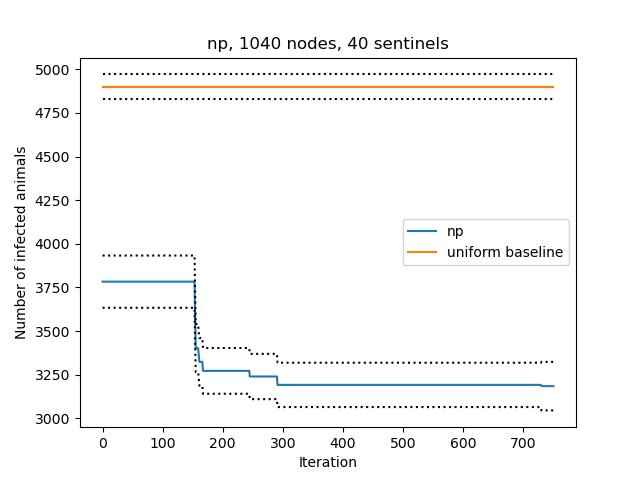 np, 1040 nodes, 40 sentinels
Number of infected animals
5000
4750
4500
4250
4000
3750
3500
3250
3000
np
uniform baseline
0 100 200 300 400 500 600 700
Iteration